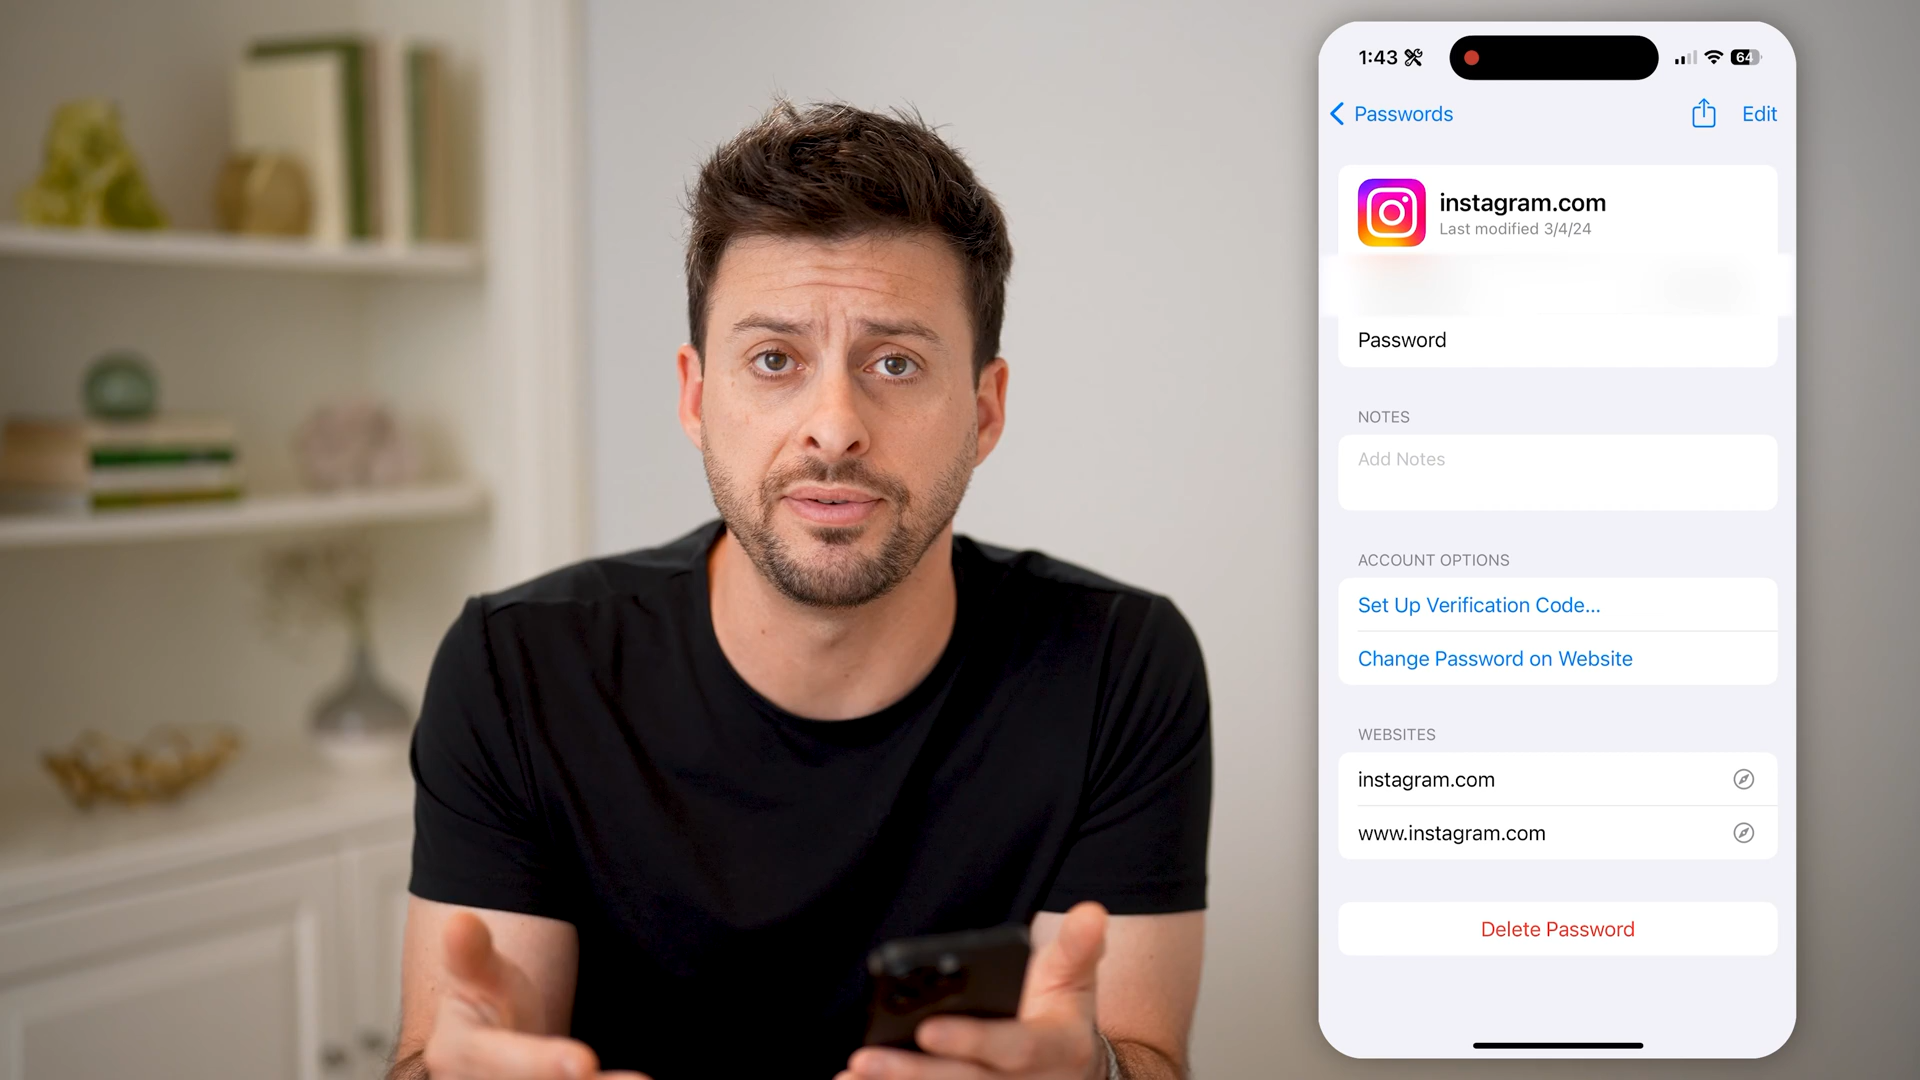 1:43
64
Passwords
Edit
instagram.com
Last modified 3/4/24
Password
NOTES
Add Notes
ACCOUNT OPTIONS
Set Up Verification Code...
Change Password on Website
WEBSITES
instagram.com
www.instagram.com
Delete Password